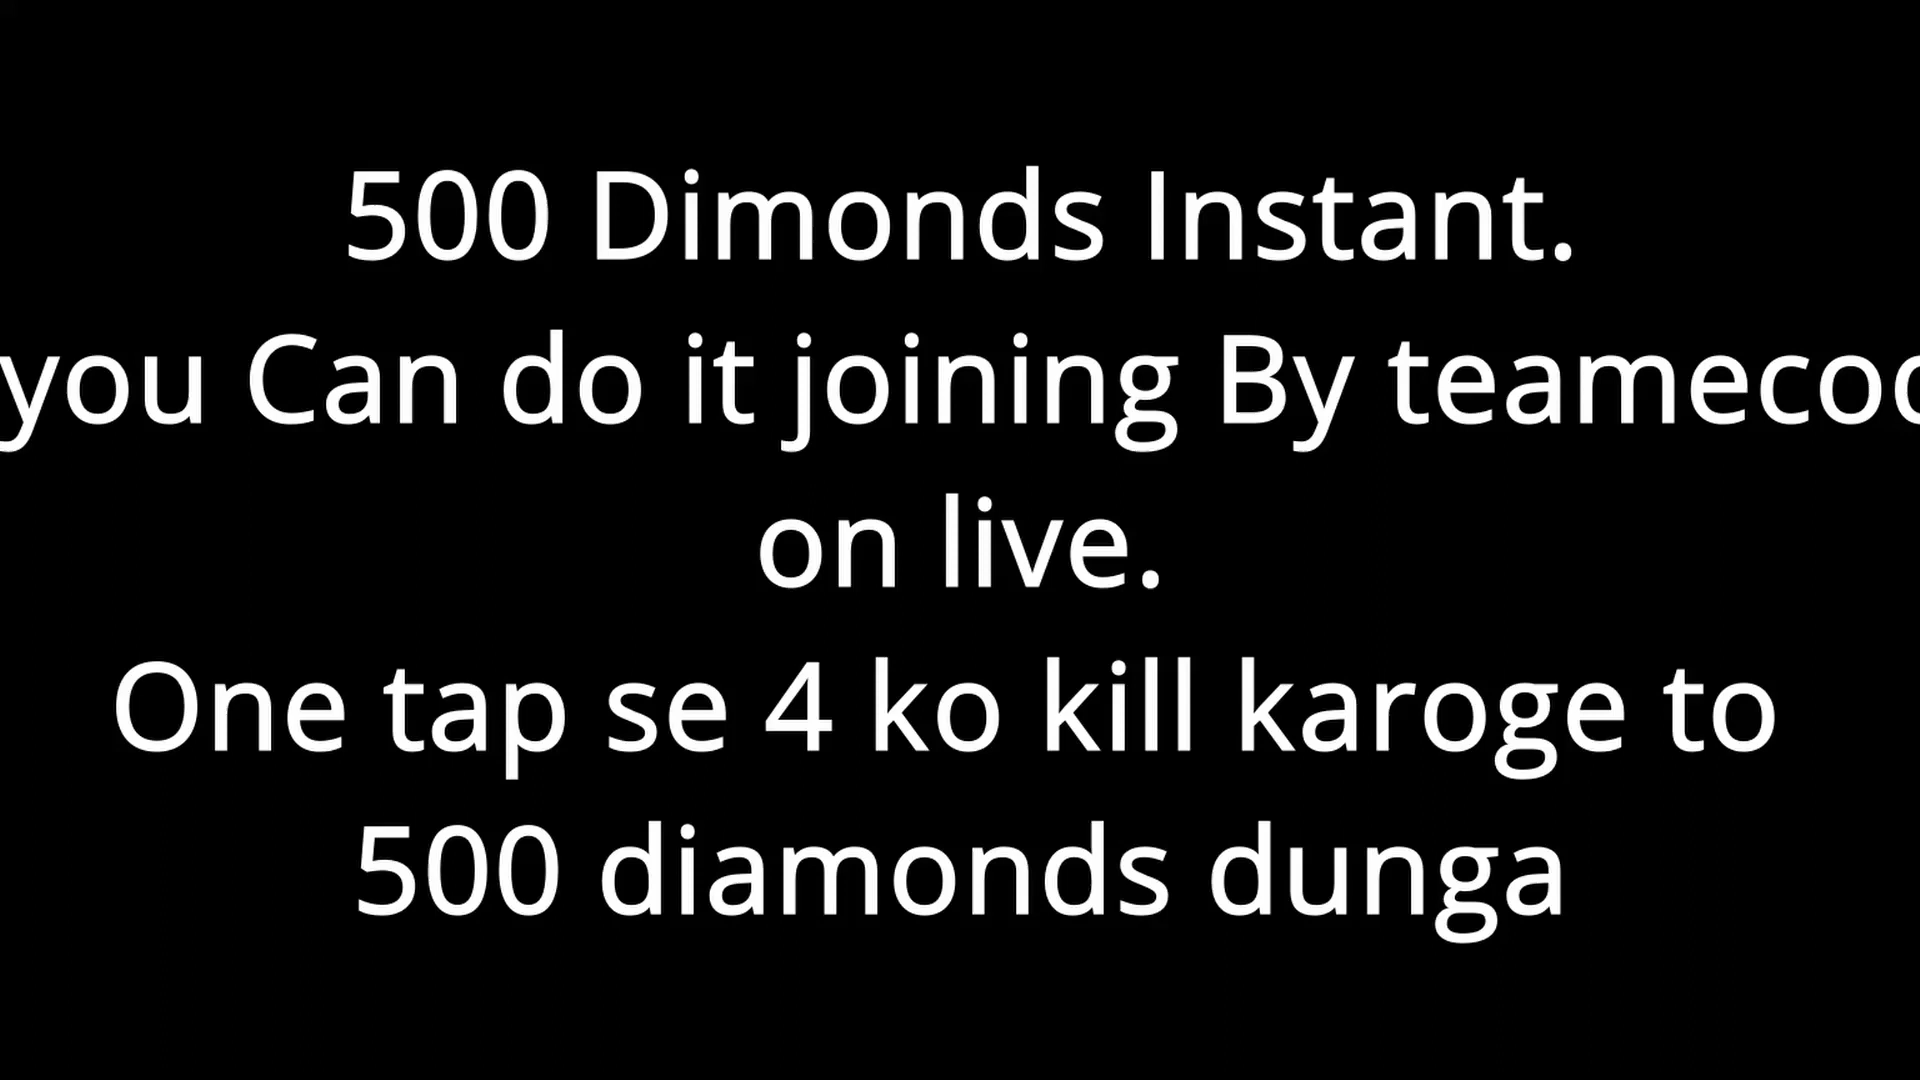 500 Dimonds Instant.
you Can do it joining By
on live.
One tap se 4 ko kill karoge to
500 diamonds dunga